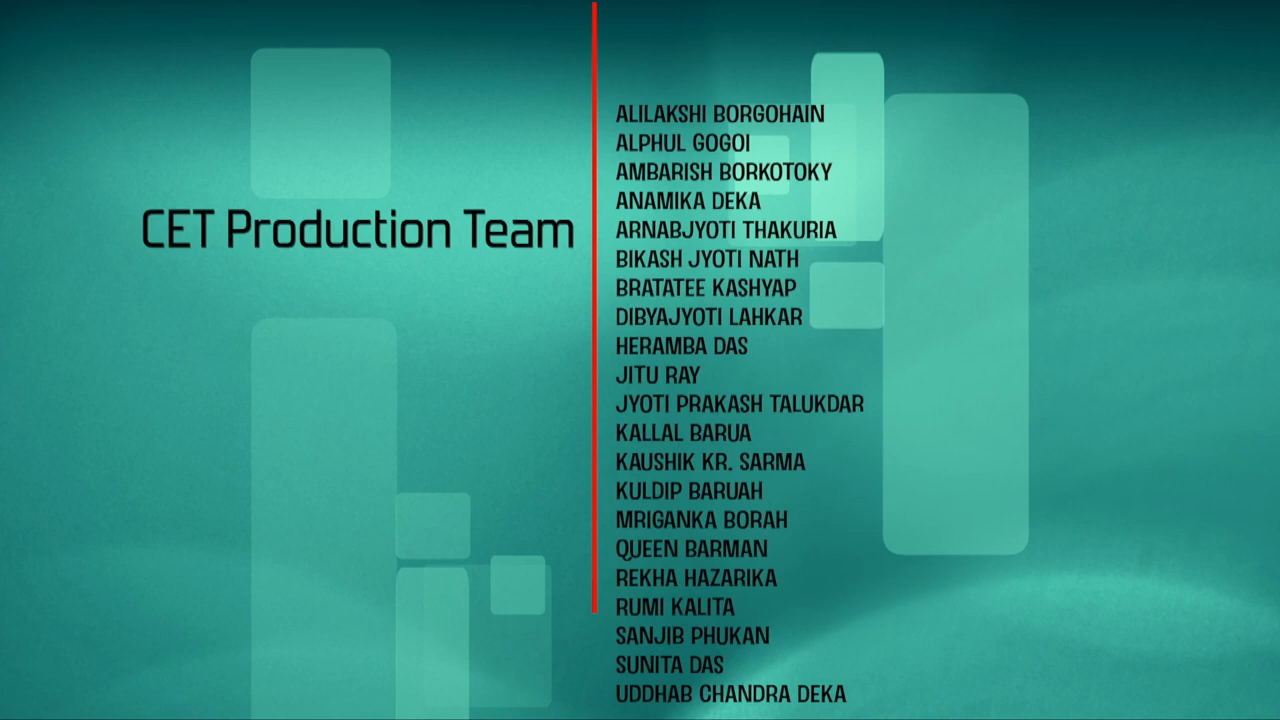 CET Production Team
ALILAKSHI BORGOHAIN
ALPHUL GOGOI
AMBARISH BORKOTOKY
ANAMIKA DEKA
ARNABJYOTI THAKURIA
BIKASH JYOTI NATH
BRATATEE KASHYAP
DIBYAJYOTI LAHKAR
HERAMBA DAS
JITU RAY
JYOTI PRAKASH TALUKDAR
KALLAL BARUA
KAUSHIK KR. SARMA
KULDIP BARUAH
MRIGANKA BORAH
QUEEN BARMAN
REKHA HAZARIKA
RUMI KALITA
SANJIB PHUKAN
SUNITA DAS
UDDHAB CHANDRA DEKA